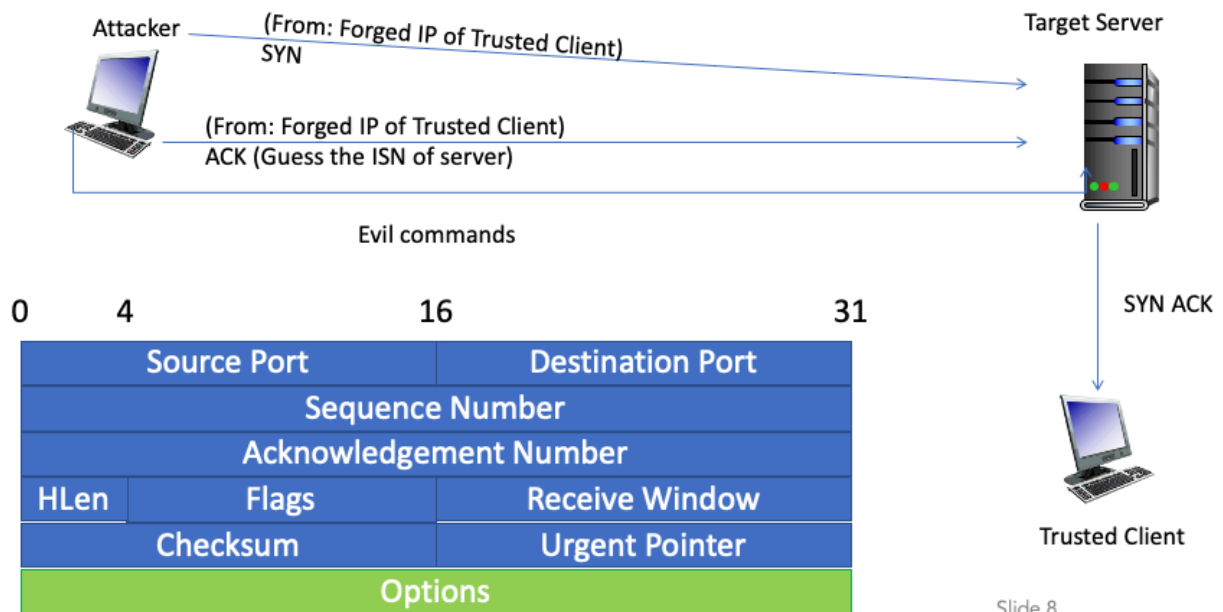 Attacker
(From: Forged IP of Trusted Client)
SYN
Target Server
(From: Forged IP of Trusted Client)
ACK (Guess the ISN of server)
Evil commands
SYN ACK
Trusted Client
0 4 16 31
Source Port Destination Port
Sequence Number
Acknowledgement Number
HLen Flags Receive Window
Checksum Urgent Pointer
Options
Slide 8